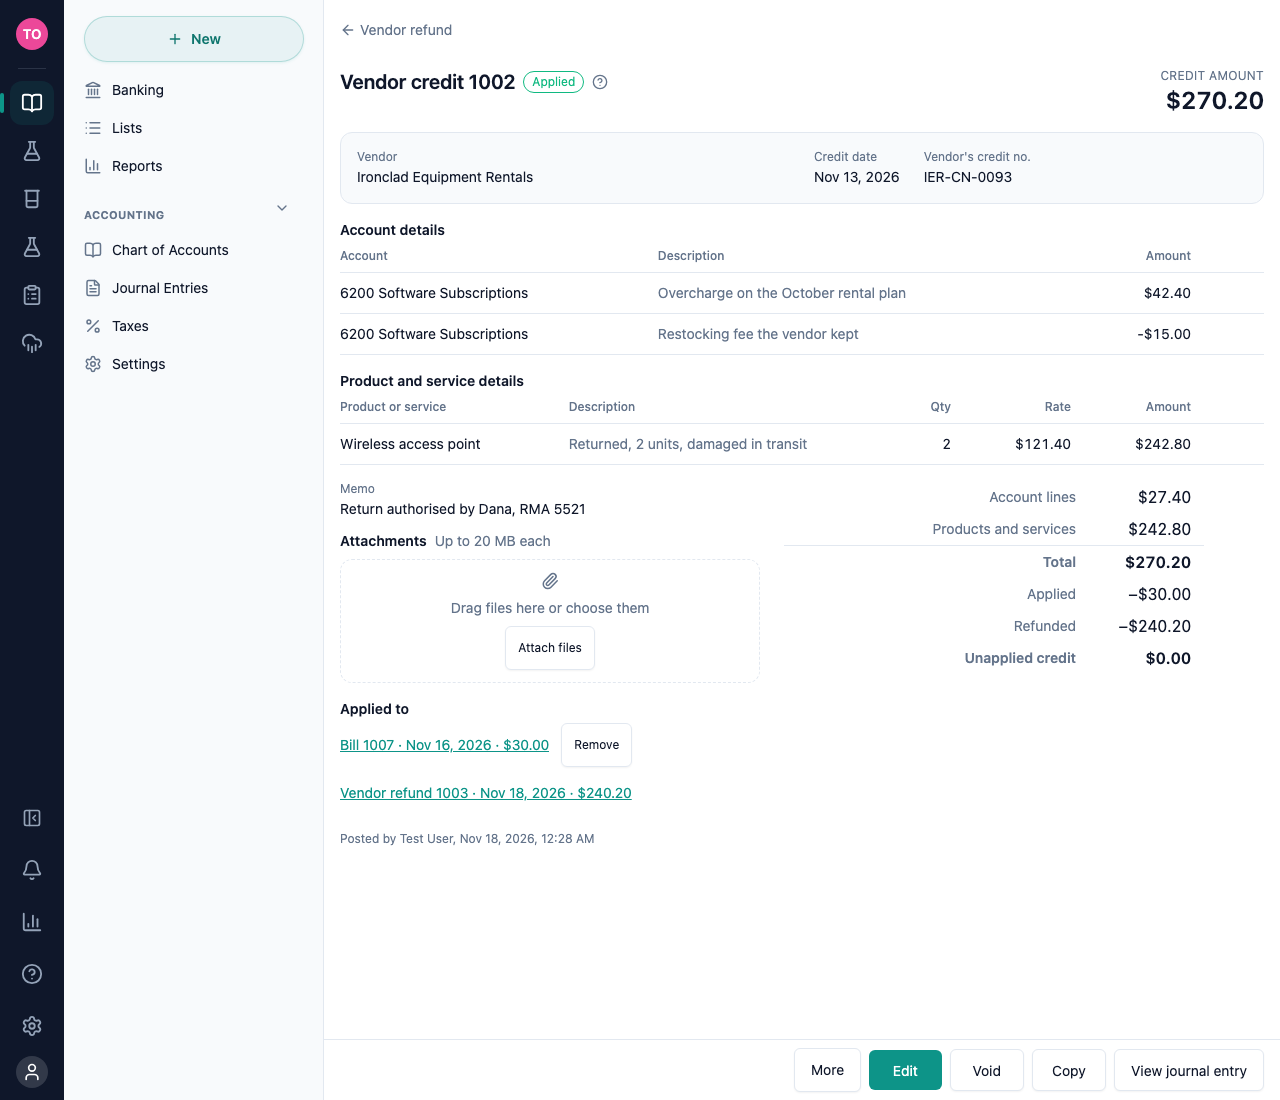 TO
New
Banking
Lists
Reports
ACCOUNTING
Chart of Accounts
Journal Entries
Taxes
Settings
Vendor refund
Vendor credit 1002 Applied
CREDIT AMOUNT
$270.20
Vendor Credit date Vendor's credit no.
Ironclad Equipment Rentals Nov 13, 2026 IER-CN-0093
Account details
Account Description Amount
6200 Software Subscriptions Overcharge on the October rental plan $42.40
6200 Software Subscriptions Restocking fee the vendor kept -$15.00
Product and service details
Product or service Description Qty Rate Amount
Wireless access point Returned, 2 units, damaged in transit 2 $121.40 $242.80
Memo
Return authorised by Dana, RMA 5521
Attachments Up to 20 MB each
Drag files here or choose them
Attach files
Account lines $27.40
Products and services $242.80
Total $270.20
Applied –$30.00
Refunded –$240.20
Unapplied credit $0.00
Applied to
Bill 1007 · Nov 16, 2026 · $30.00 Remove
Vendor refund 1003 · Nov 18, 2026 · $240.20
Posted by Test User, Nov 18, 2026, 12:28 AM
More Edit Void Copy View journal entry